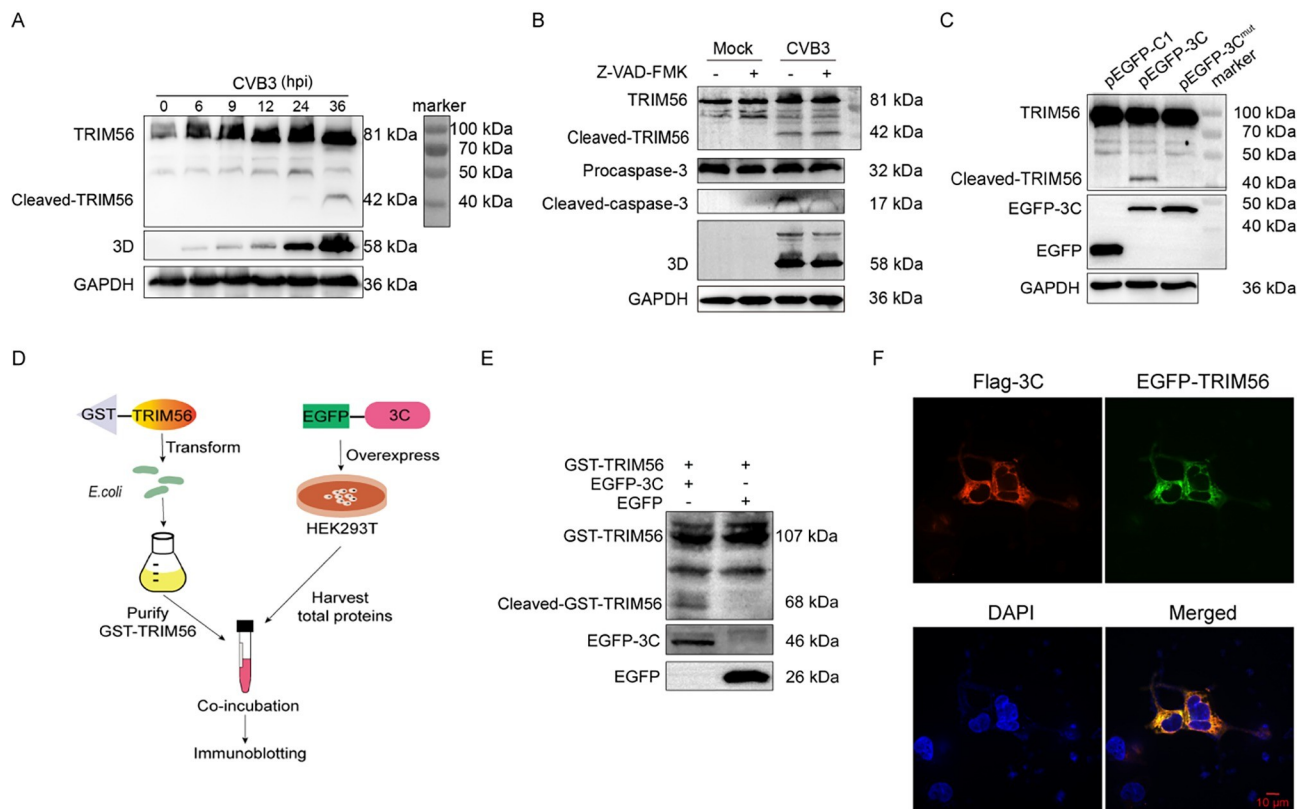 A
CVB3 (hpi)
0 6 9 12 24 36
marker
TRIM56
81 kDa
100 kDa
70 kDa
50 kDa
Cleaved-TRIM56
42 kDa
40 kDa
3D
58 kDa
GAPDH
36 kDa
B
Mock CVB3
Z-VAD-FMK - + - +
TRIM56 81 kDa
Cleaved-TRIM56 42 kDa
Procaspase-3 32 kDa
Cleaved-caspase-3 17 kDa
3D 58 kDa
GAPDH 36 kDa
C
pEGFP-C1
pEGFP-3C
pEGFP-3Cmut
marker
TRIM56
100 kDa
70 kDa
50 kDa
Cleaved-TRIM56
40 kDa
EGFP-3C
50 kDa
40 kDa
EGFP
GAPDH 36 kDa
D
GST TRIM56
EGFP 3C
Transform
Overexpress
E.coli
HEK293T
Purify
GST-TRIM56
Harvest
total proteins
Co-incubation
Immunoblotting
E
GST-TRIM56 + +
EGFP-3C + -
EGFP - +
GST-TRIM56 107 kDa
Cleaved-GST-TRIM56 68 kDa
EGFP-3C 46 kDa
EGFP 26 kDa
F
Flag-3C EGFP-TRIM56
DAPI Merged
10 μm